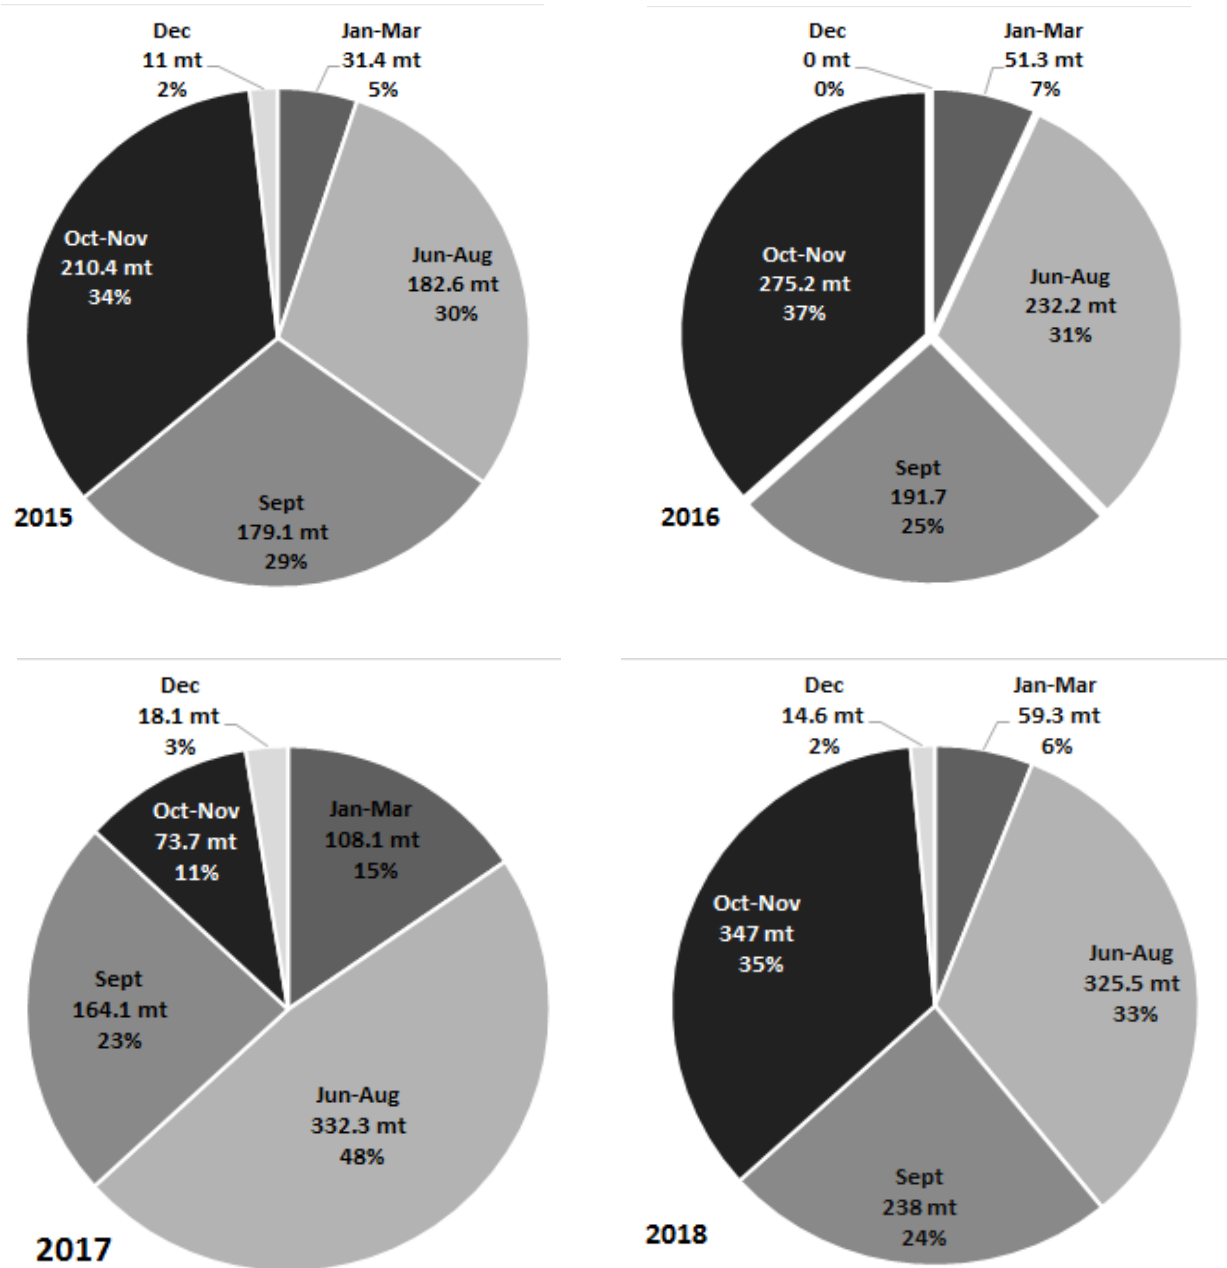 Dec
11 mt
2%
Jan-Mar
31.4 mt
5%
Oct-Nov
210.4 mt
34%
Jun-Aug
182.6 mt
30%
Sept
179.1 mt
29%
2015
Dec
0 mt
0%
Jan-Mar
51.3 mt
7%
Oct-Nov
275.2 mt
37%
Jun-Aug
232.2 mt
31%
Sept
191.7
25%
2016
Dec
18.1 mt
3%
Oct-Nov
73.7 mt
11%
Jan-Mar
108.1 mt
15%
Sept
164.1 mt
23%
Jun-Aug
332.3 mt
48%
2017
Dec
14.6 mt
2%
Jan-Mar
59.3 mt
6%
Oct-Nov
347 mt
35%
Jun-Aug
325.5 mt
33%
Sept
238 mt
24%
2018